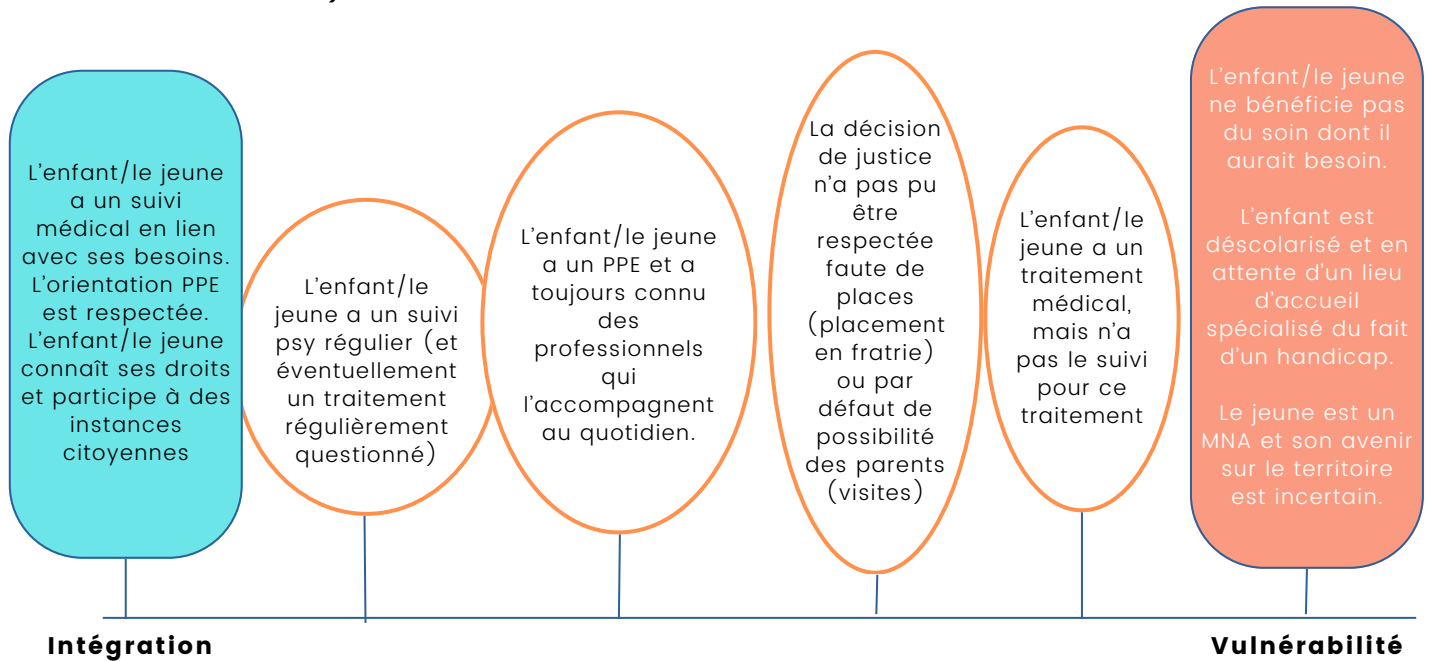 L'enfant/le jeune
a un suivi
médical en lien
avec ses besoins.
L'orientation PPE
est respectée.
L'enfant/le jeune
connaît ses droits
et participe à des
instances
citoyennes
L'enfant/le
jeune a un suivi
psy régulier (et
éventuellement
un traitement
régulièrement
questionné)
L'enfant/le jeune
a un PPE et a
toujours connu
des
professionnels
qui
l'accompagnent
au quotidien.
La décision
de justice
n'a pas pu
être
respectée
faute de
places
(placement
en fratrie)
ou par
défaut de
possibilité
des parents
(visites)
L'enfant/le
jeune a un
traitement
médical,
mais n'a
pas le suivi
pour ce
traitement
L'enfant/le jeune
ne bénéficie pas
du soin dont il
aurait besoin.
L'enfant est
déscolarisé et en
attente d'un lieu
d'accueil
spécialisé du fait
d'un handicap.
Le jeune est un
MNA et son avenir
sur le territoire
est incertain.
Intégration
Vulnérabilité